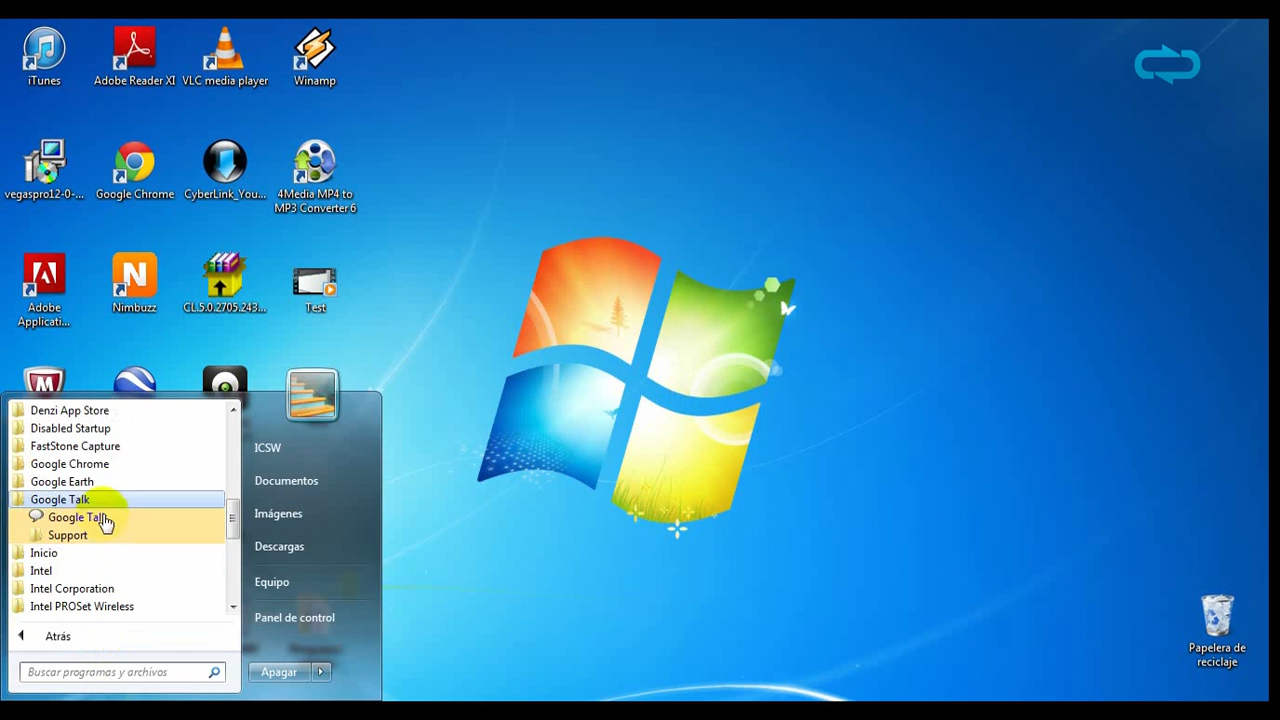 iTunes
Adobe Reader XI
VLC media player
Winamp
vegaspro12-0-...
Google Chrome
CyberLink_You...
4Media MP4 to
MP3 Converter 6
Adobe
Applicati...
Nimbuzz
CL.5.0.2705.243...
Test
Denzi App Store
Disabled Startup
FastStone Capture
Google Chrome
Google Earth
Google Talk
Google Talk
Support
Inicio
Intel
Intel Corporation
Intel PROSet Wireless
Atrás
Buscar programas y archivos
ICSW
Documentos
Imágenes
Descargas
Equipo
Panel de control
Apagar
Papelera de
reciclaje